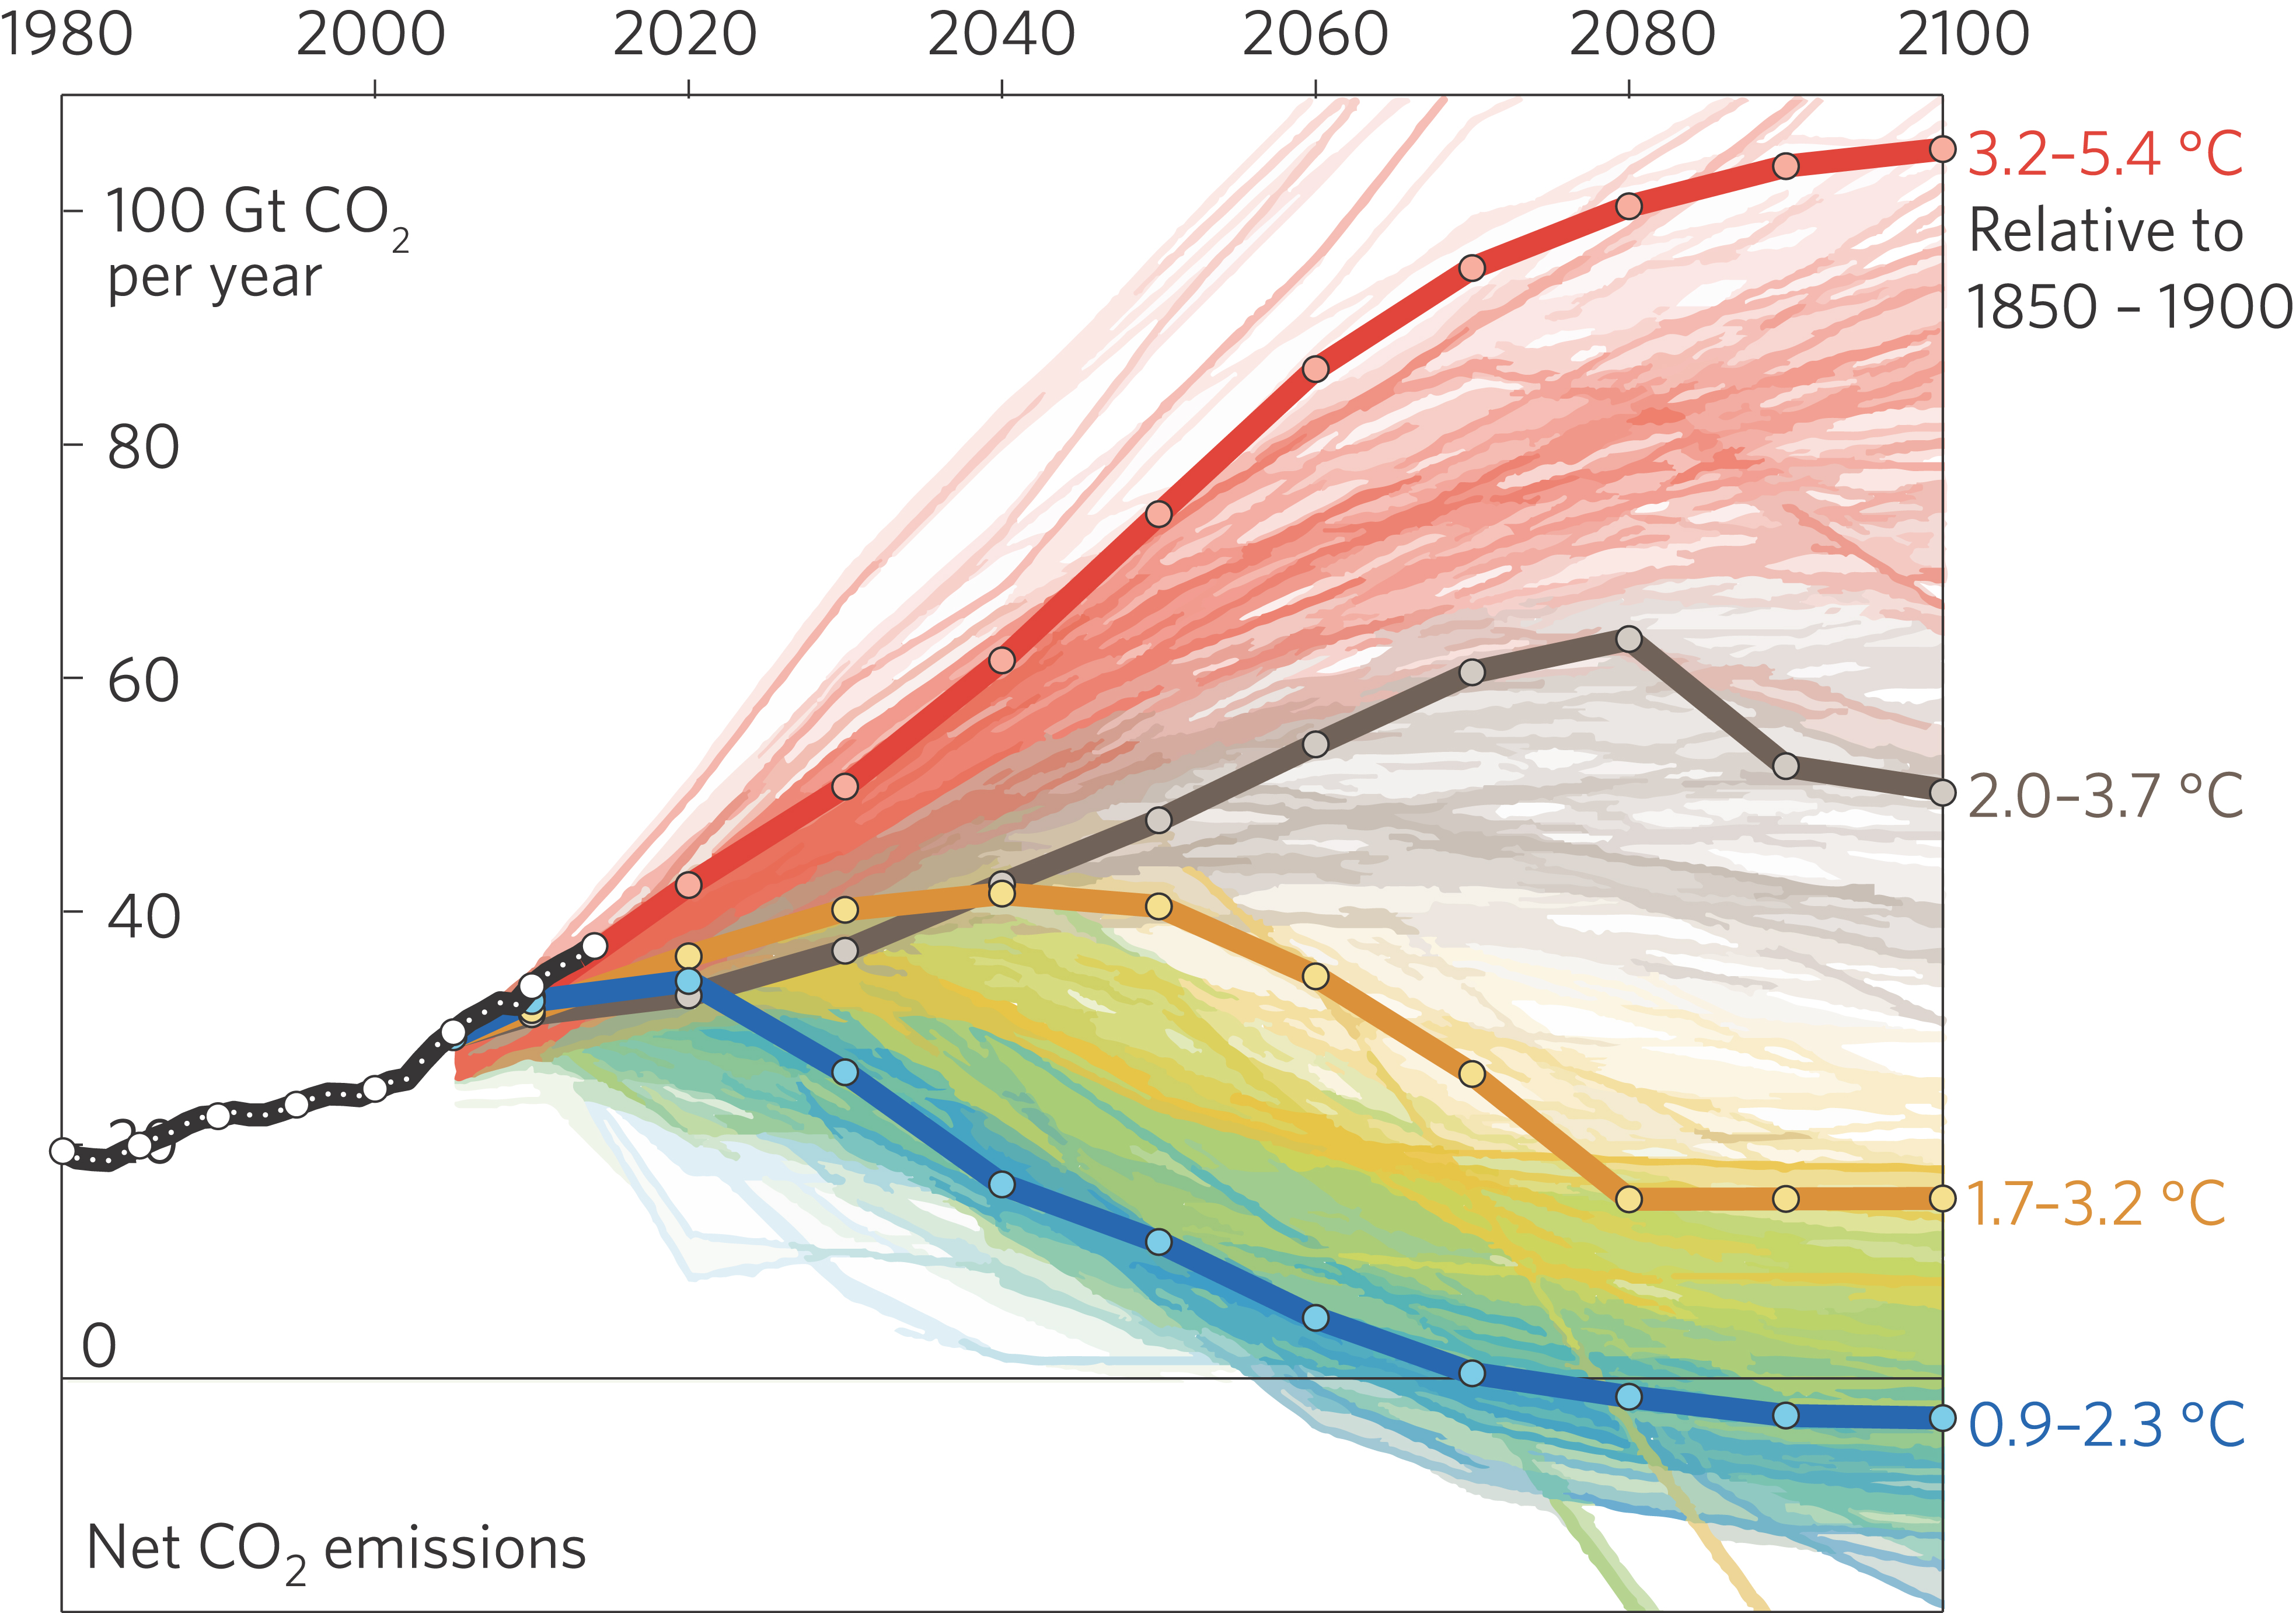 1980 2000 2020 2040 2060 2080 2100
100 Gt CO₂
per year
80
60
40
20
0
Net CO₂ emissions
3.2–5.4 °C
Relative to
1850 – 1900
2.0–3.7 °C
1.7–3.2 °C
0.9–2.3 °C